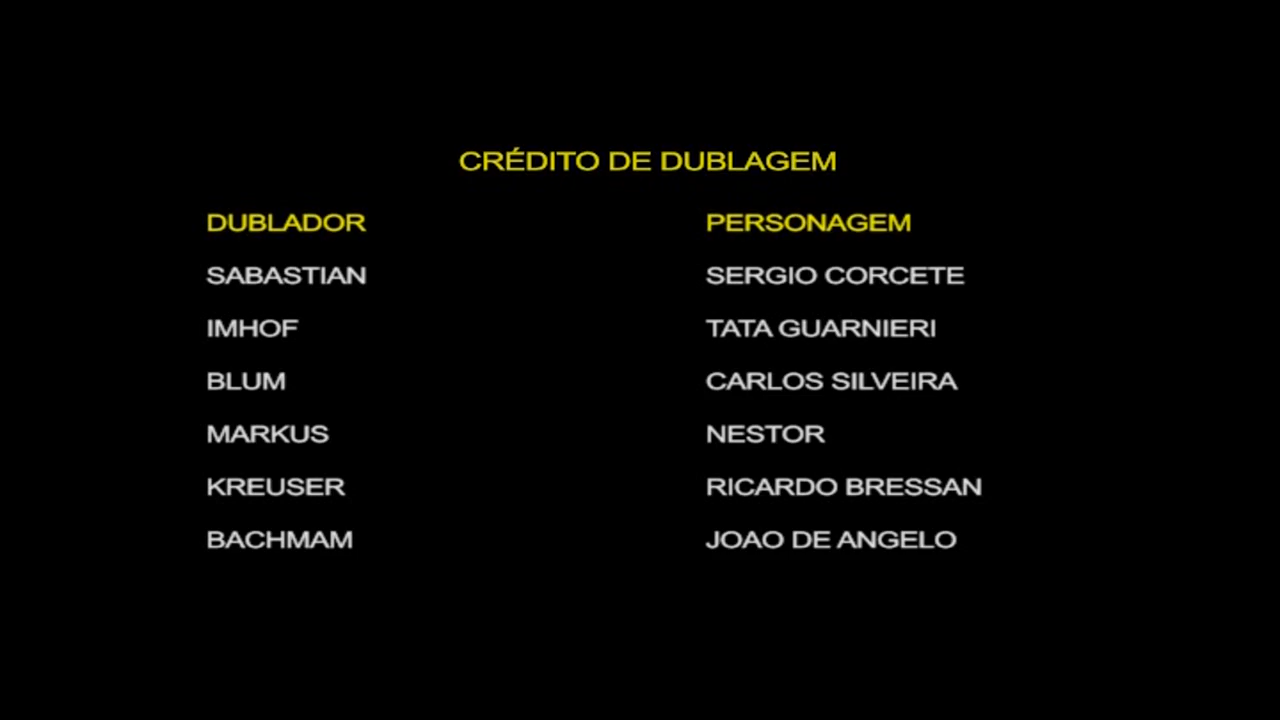 CRÉDITO DE DUBLAGEM
DUBLADOR PERSONAGEM
SABASTIAN SERGIO CORCETE
IMHOF TATA GUARNIERI
BLUM CARLOS SILVEIRA
MARKUS NESTOR
KREUSER RICARDO BRESSAN
BACHMAM JOAO DE ANGELO